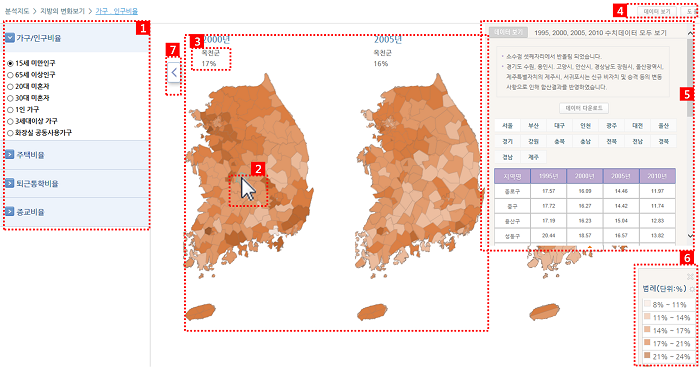 분석지도 > 지방의 변화보기 > 가구__인구비율
4
데이터 보기
도
1
가구/인구비율
15세 미만인구
65세 이상인구
20대 미혼자
30대 미혼자
1인 가구
3세대이상 가구
화장실 공동사용가구
주택비율
퇴근통학비율
종교비율
7
3
2000년
옥천군
17%
2005년
옥천군
16%
2
5
데이터 보기 1995, 2000, 2005, 2010 수치데이터 모두 보기
소수점 셋째자리에서 반올림 되었습니다.
경기도 수원, 용인시, 고양시, 안산시, 경상남도 창원시, 울산광역시,
제주특별자치의 제주시, 서귀포시는 신규 비자치 및 승격 등의 변동
사항으로 인해 합산결과를 반영하였습니다.
데이터 다운로드
서울 부산 대구 인천 광주 대전 울산
경기 강원 충북 충남 전북 전남 경북
경남 제주
지역명 1995년 2000년 2005년 2010년
종로구 17.57 16.09 14.46 11.97
중구 17.72 16.27 14.42 11.74
용산구 17.19 16.23 15.04 12.83
성동구 20.44 18.57 16.57 13.82
6
범례(단위:%)
8% ~ 11%
11% ~ 14%
14% ~ 17%
17% ~ 21%
21% ~ 24%